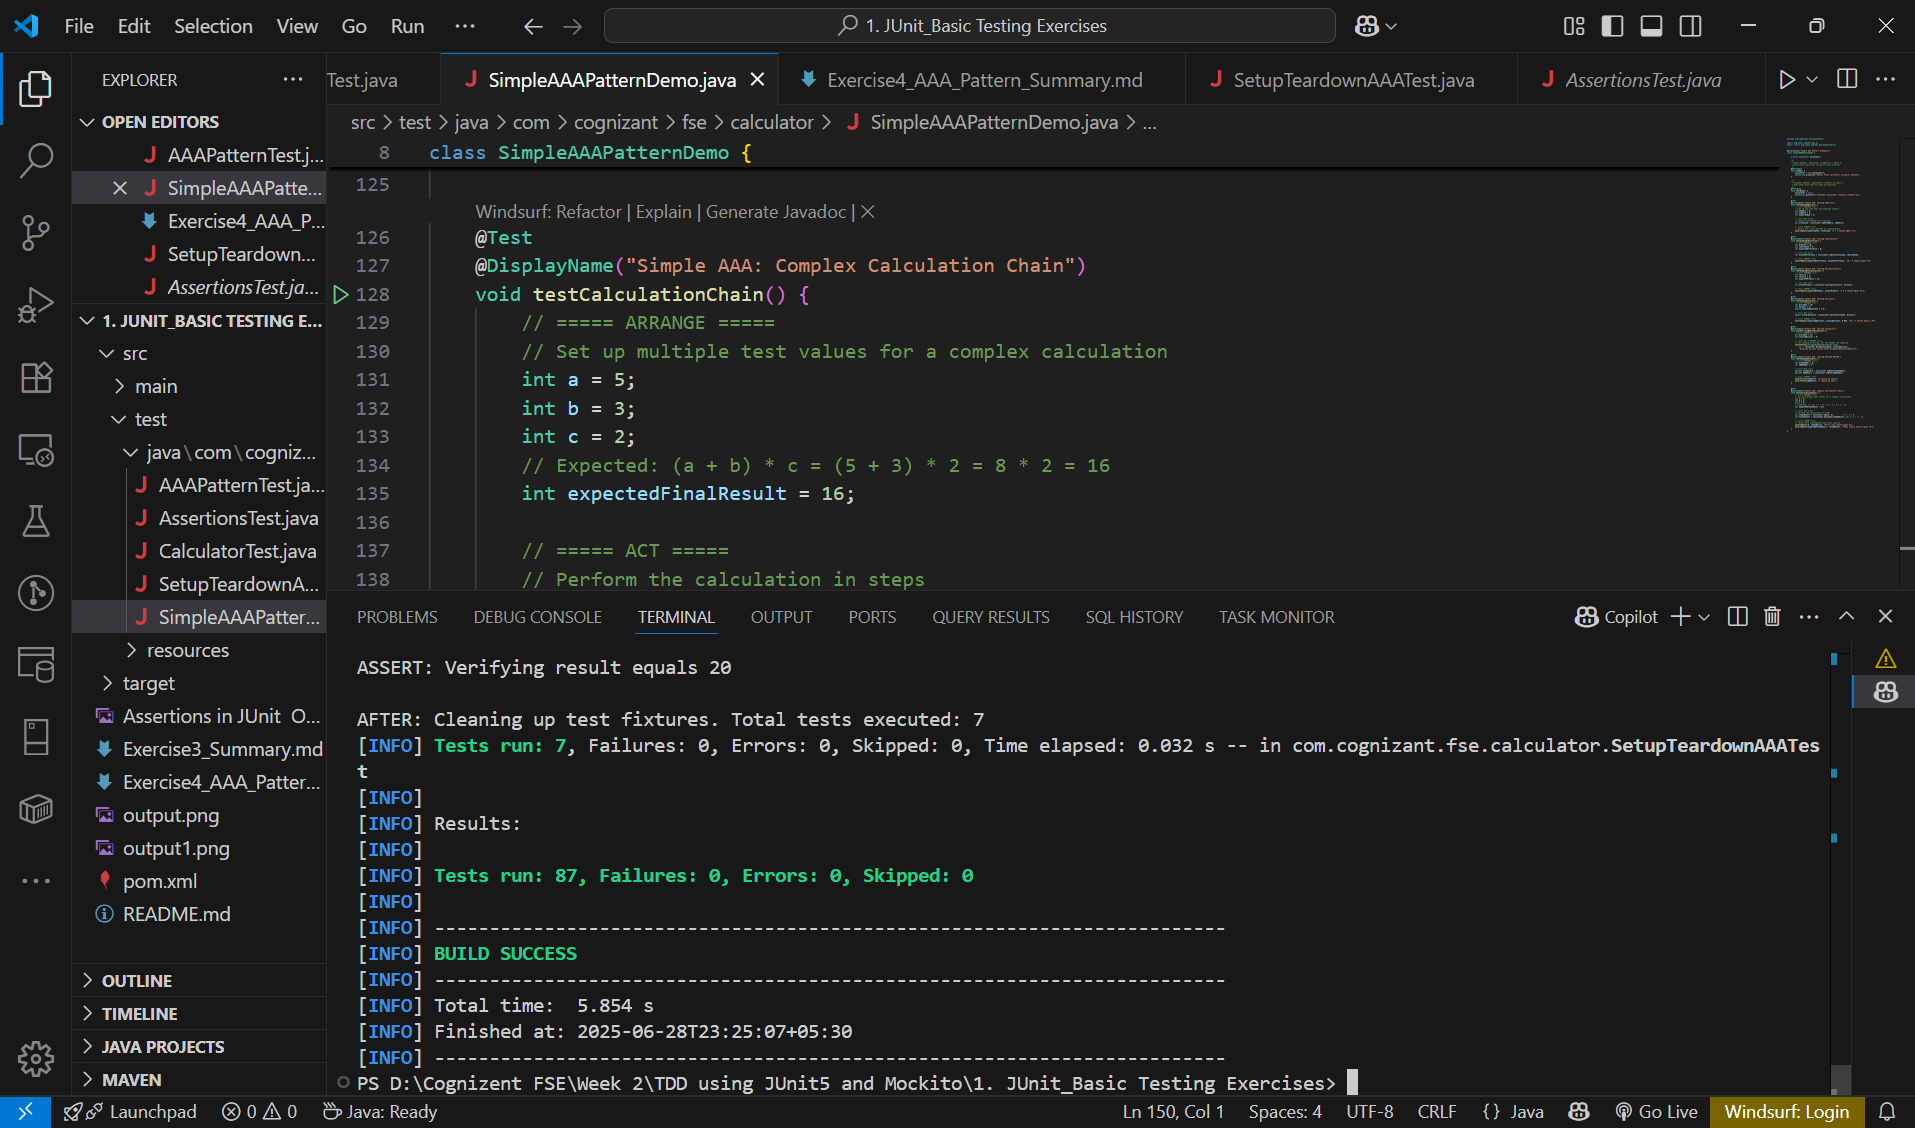 File Edit Selection View Go Run ...
1. JUnit_Basic Testing Exercises
EXPLORER
OPEN EDITORS
AAAPatternTest.j...
SimpleAAAPatte...
Exercise4_AAA_P...
SetupTeardown...
AssertionsTest.ja...
1. JUNIT_BASIC TESTING E...
src
main
test
java\com\cogniz...
AAAPatternTest.ja...
AssertionsTest.java
CalculatorTest.java
SetupTeardownA...
SimpleAAAPatter...
resources
target
Assertions in JUnit O...
Exercise3_Summary.md
Exercise4_AAA_Patter...
output.png
output1.png
pom.xml
README.md
OUTLINE
TIMELINE
JAVA PROJECTS
MAVEN
Test.java SimpleAAAPatternDemo.java Exercise4_AAA_Pattern_Summary.md SetupTeardownAAATest.java AssertionsTest.java
src > test > java > com > cognizant > fse > calculator > SimpleAAAPatternDemo.java > ...
8 class SimpleAAAPatternDemo {
125
Windsurf: Refactor | Explain | Generate Javadoc | ×
126 @Test
127 @DisplayName("Simple AAA: Complex Calculation Chain")
128 void testCalculationChain() {
129 // ===== ARRANGE =====
130 // Set up multiple test values for a complex calculation
131 int a = 5;
132 int b = 3;
133 int c = 2;
134 // Expected: (a + b) * c = (5 + 3) * 2 = 8 * 2 = 16
135 int expectedFinalResult = 16;
136
137 // ===== ACT =====
138 // Perform the calculation in steps
PROBLEMS DEBUG CONSOLE TERMINAL OUTPUT PORTS QUERY RESULTS SQL HISTORY TASK MONITOR Copilot
ASSERT: Verifying result equals 20
AFTER: Cleaning up test fixtures. Total tests executed: 7
[INFO] Tests run: 7, Failures: 0, Errors: 0, Skipped: 0, Time elapsed: 0.032 s -- in com.cognizant.fse.calculator.SetupTeardownAAATes
t
[INFO]
[INFO] Results:
[INFO]
[INFO] Tests run: 87, Failures: 0, Errors: 0, Skipped: 0
[INFO]
[INFO] ------------------------------------------------------------------------
[INFO] BUILD SUCCESS
[INFO] ------------------------------------------------------------------------
[INFO] Total time:  5.854 s
[INFO] Finished at: 2025-06-28T23:25:07+05:30
[INFO] ------------------------------------------------------------------------
PS D:\Cognizent FSE\Week 2\TDD using JUnit5 and Mockito\1. JUnit_Basic Testing Exercises>
Launchpad 0 0 Java: Ready Ln 150, Col 1 Spaces: 4 UTF-8 CRLF {} Java Go Live Windsurf: Login